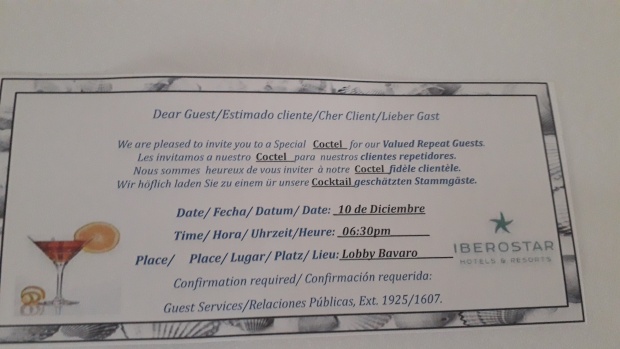 Dear Guest/Estimado cliente/Cher Client/Lieber Gast
We are pleased to invite you to a Special Coctel for our Valued Repeat Guests.
Les invitamos a nuestro Coctel para nuestros clientes repetidores.
Nous sommes heureux de vous inviter à notre Coctel fidèle clientèle.
Wir höflich laden Sie zu einem ür unsere Cocktail geschätzten Stammgäste.
Date/ Fecha/ Datum/ Date: 10 de Diciembre
Time/ Hora/ Uhrzeit/Heure: 06:30pm
Place/ Place/ Lugar/ Platz/ Lieu: Lobby Bavaro
IBEROSTAR
HOTELS & RESORTS
Confirmation required/ Confirmación requerida:
Guest Services/Relaciones Públicas, Ext. 1925/1607.